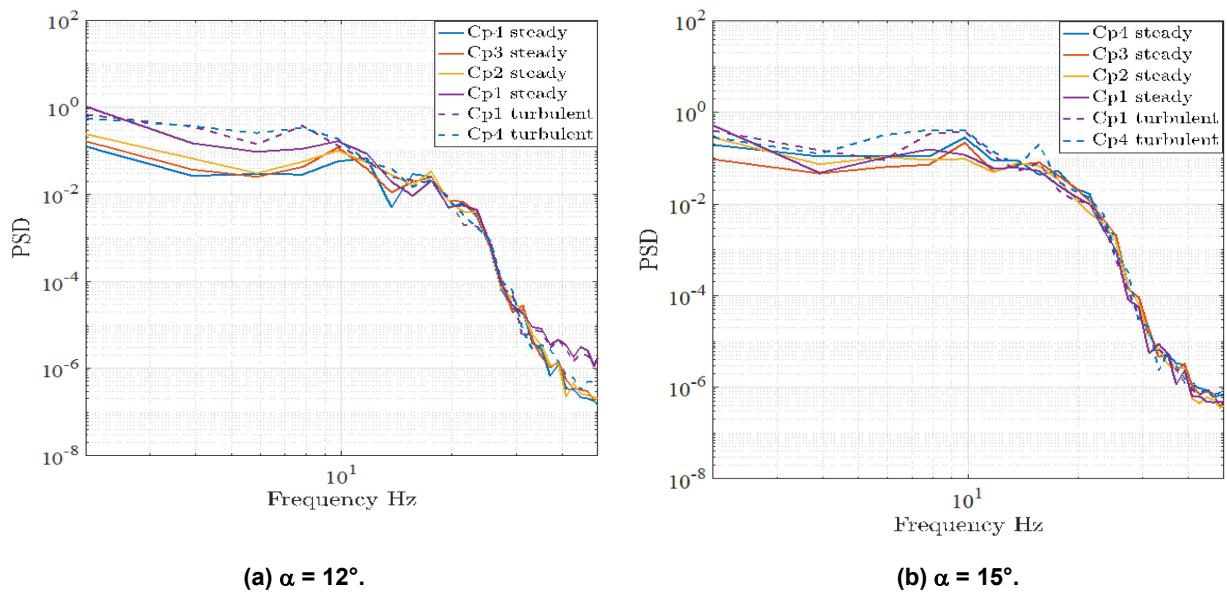 10^2
10^0
10^-2
10^-4
10^-6
10^-8
PSD
10^1
Frequency Hz
Cp4 steady
Cp3 steady
Cp2 steady
Cp1 steady
Cp1 turbulent
Cp4 turbulent
(a) α = 12°.
10^2
10^0
10^-2
10^-4
10^-6
10^-8
PSD
10^1
Frequency Hz
Cp4 steady
Cp3 steady
Cp2 steady
Cp1 steady
Cp1 turbulent
Cp4 turbulent
(b) α = 15°.